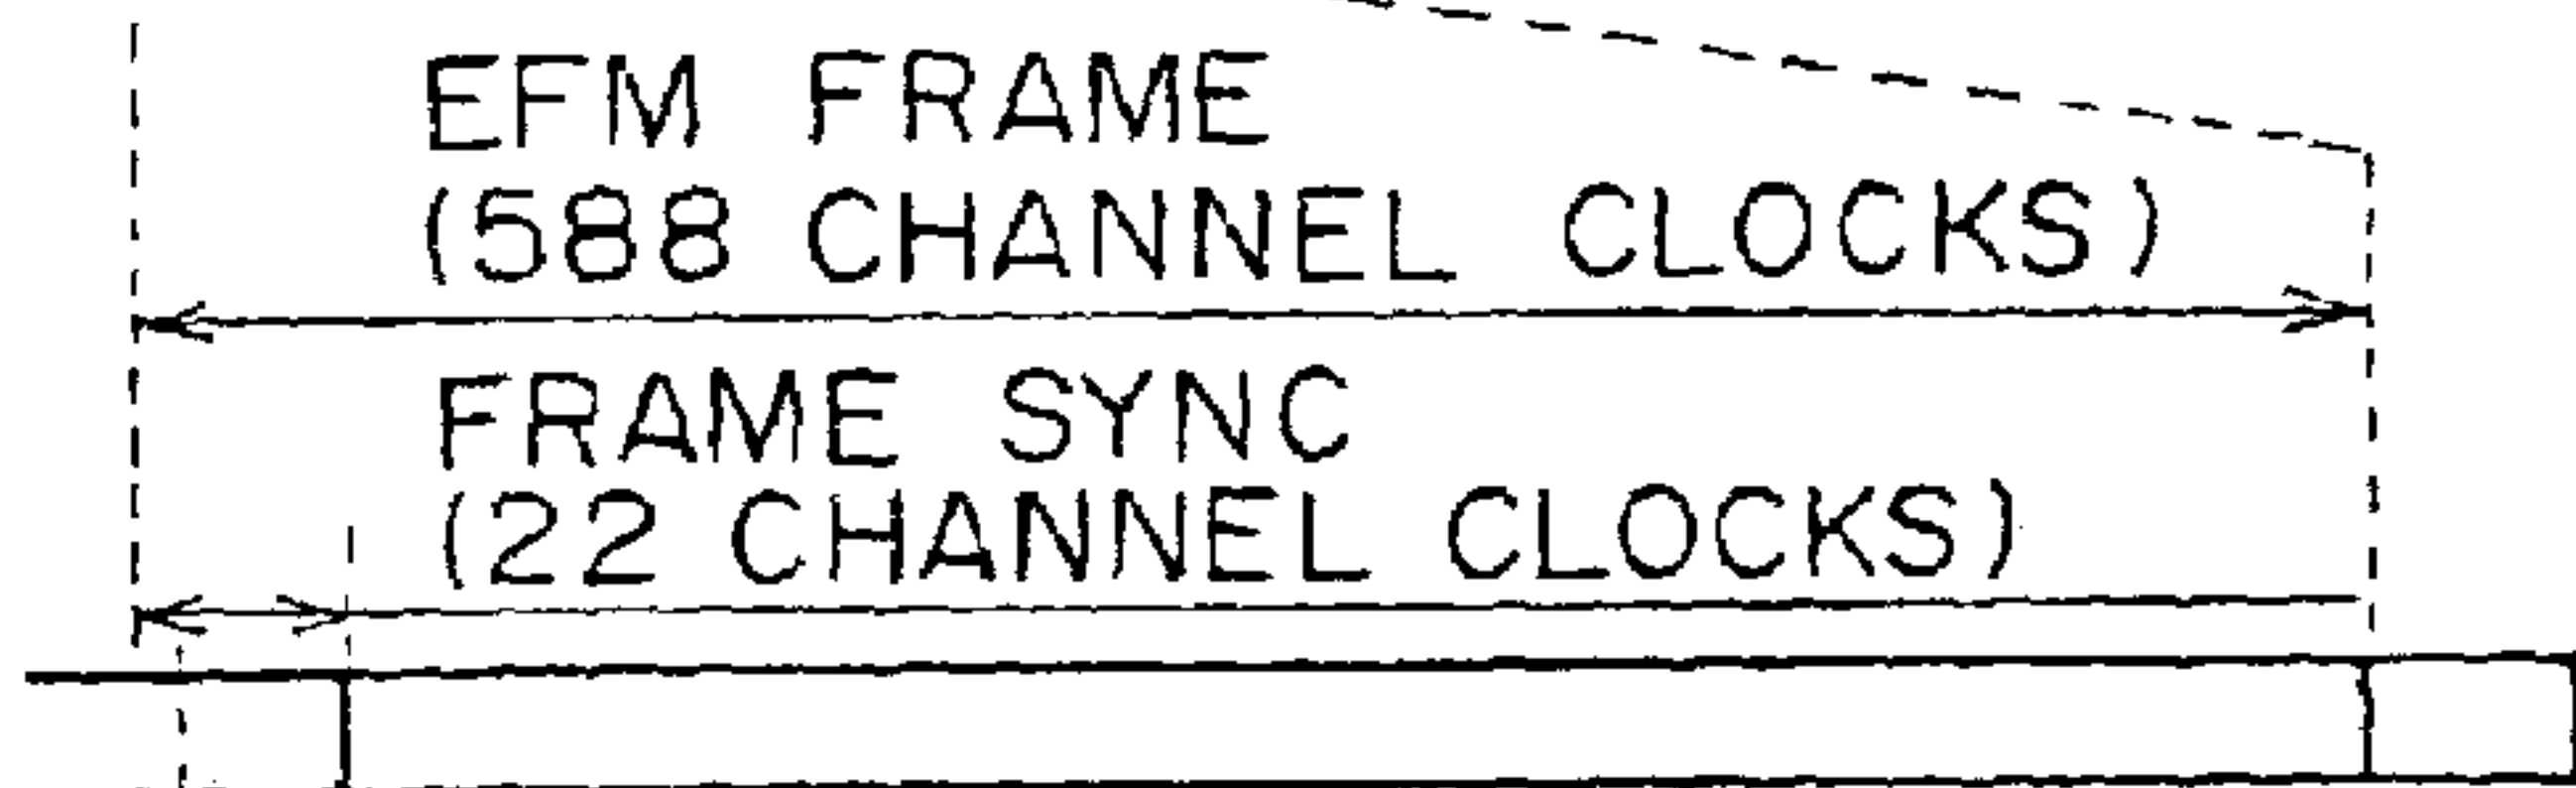 EFM FRAME
(588 CHANNEL CLOCKS)
FRAME SYNC
(22 CHANNEL CLOCKS)